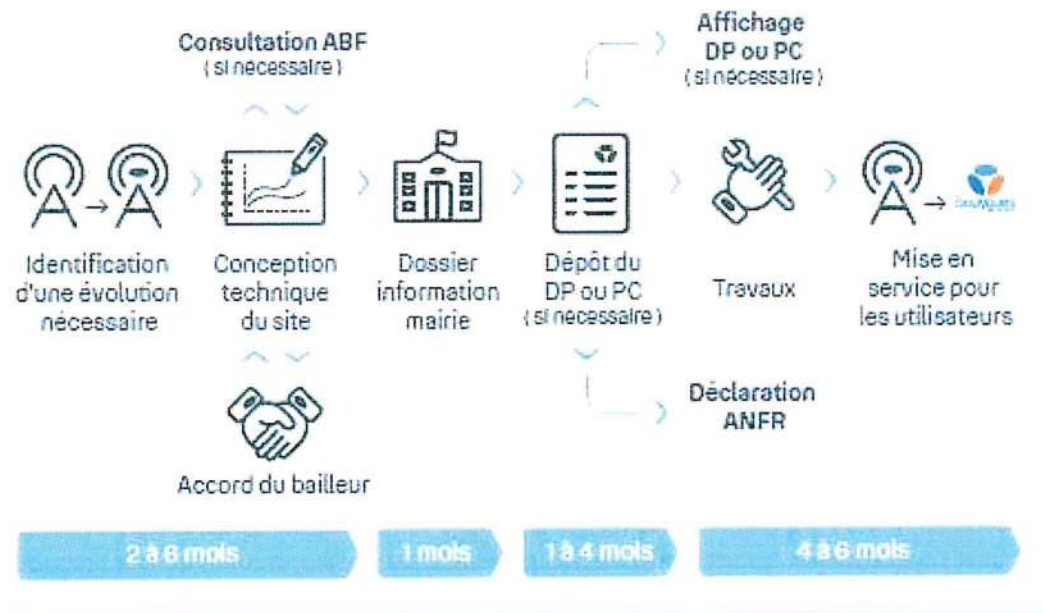 Consultation ABF
(si nécessaire)
Affichage
DP ou PC
(si nécessaire)
Identification
d'une évolution
nécessaire
Conception
technique
du site
Dossier
information
mairie
Dépôt du
DP ou PC
(si nécessaire)
Travaux
Mise en
service pour
les utilisateurs
Accord du bailleur
Déclaration
ANFR
2 à 6 mois
1 mois
1 à 4 mois
4 à 6 mois